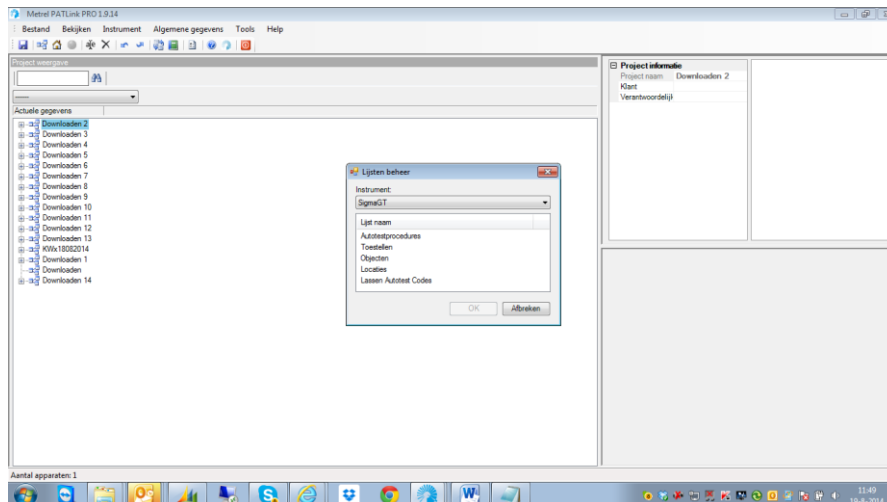 Metrel PATLink PRO 1.9.14
Bestand Bekijken Instrument Algemene gegevens Tools Help
Project weergave
Actuele gegevens
Downloaden 2
Downloaden 3
Downloaden 4
Downloaden 5
Downloaden 6
Downloaden 7
Downloaden 8
Downloaden 9
Downloaden 10
Downloaden 11
Downloaden 12
Downloaden 13
KWx18082014
Downloaden 1
Downloaden
Downloaden 14
Lijsten beheer
Instrument:
SigmaGT
Lijst naam
Autotestprocedures
Toestellen
Objecten
Locaties
Lassen Autotest Codes
OK Afbreken
Project informatie
Project naam Downloaden 2
Klant
Verantwoordelijk
Aantal apparaten: 1
11:49
19-8-2014